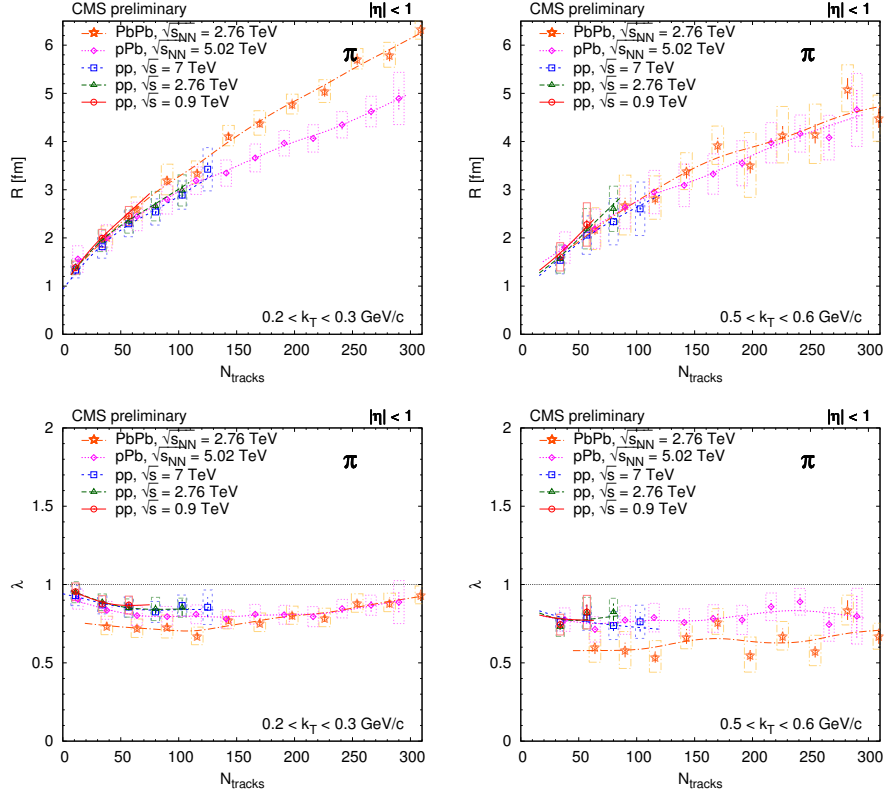 CMS preliminary |η| < 1
PbPb, √sNN = 2.76 TeV
pPb, √sNN = 5.02 TeV
pp, √s = 7 TeV
pp, √s = 2.76 TeV
pp, √s = 0.9 TeV
π
R [fm]
6
5
4
3
2
1
0
0.2 < kT < 0.3 GeV/c
0 50 100 150 200 250 300
Ntracks
CMS preliminary |η| < 1
PbPb, √sNN = 2.76 TeV
pPb, √sNN = 5.02 TeV
pp, √s = 7 TeV
pp, √s = 2.76 TeV
pp, √s = 0.9 TeV
π
R [fm]
6
5
4
3
2
1
0
0.5 < kT < 0.6 GeV/c
0 50 100 150 200 250 300
Ntracks
CMS preliminary |η| < 1
PbPb, √sNN = 2.76 TeV
pPb, √sNN = 5.02 TeV
pp, √s = 7 TeV
pp, √s = 2.76 TeV
pp, √s = 0.9 TeV
π
λ
2
1.5
1
0.5
0
0.2 < kT < 0.3 GeV/c
0 50 100 150 200 250 300
Ntracks
CMS preliminary |η| < 1
PbPb, √sNN = 2.76 TeV
pPb, √sNN = 5.02 TeV
pp, √s = 7 TeV
pp, √s = 2.76 TeV
pp, √s = 0.9 TeV
π
λ
2
1.5
1
0.5
0
0.5 < kT < 0.6 GeV/c
0 50 100 150 200 250 300
Ntracks